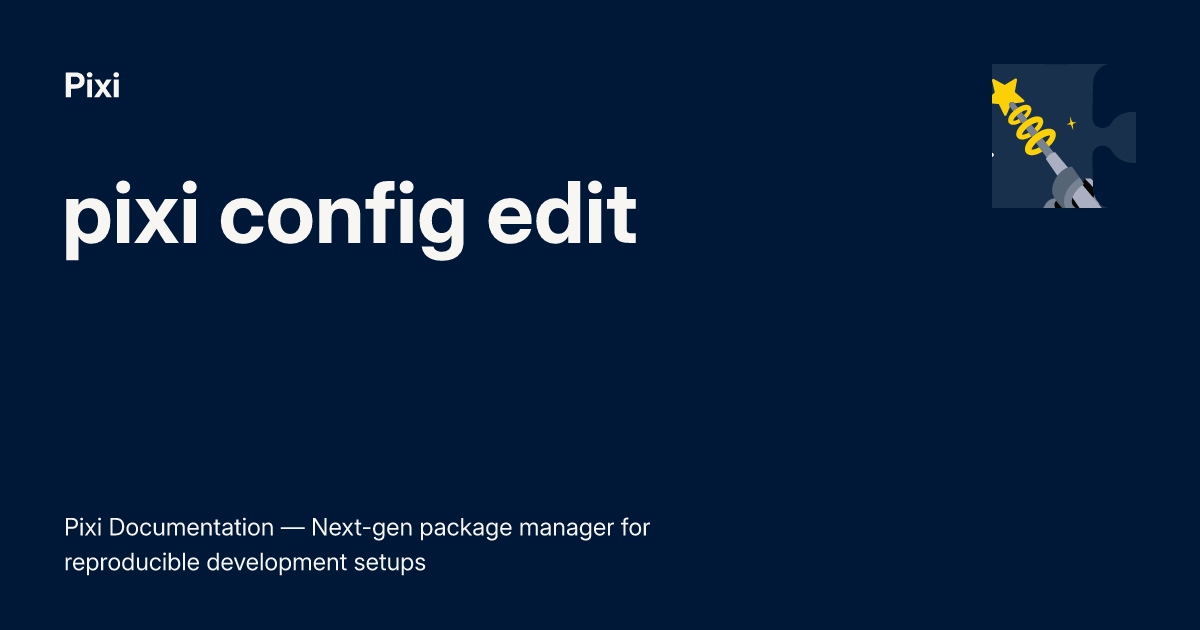 Pixi
pixi config edit
Pixi Documentation — Next-gen package manager for
reproducible development setups